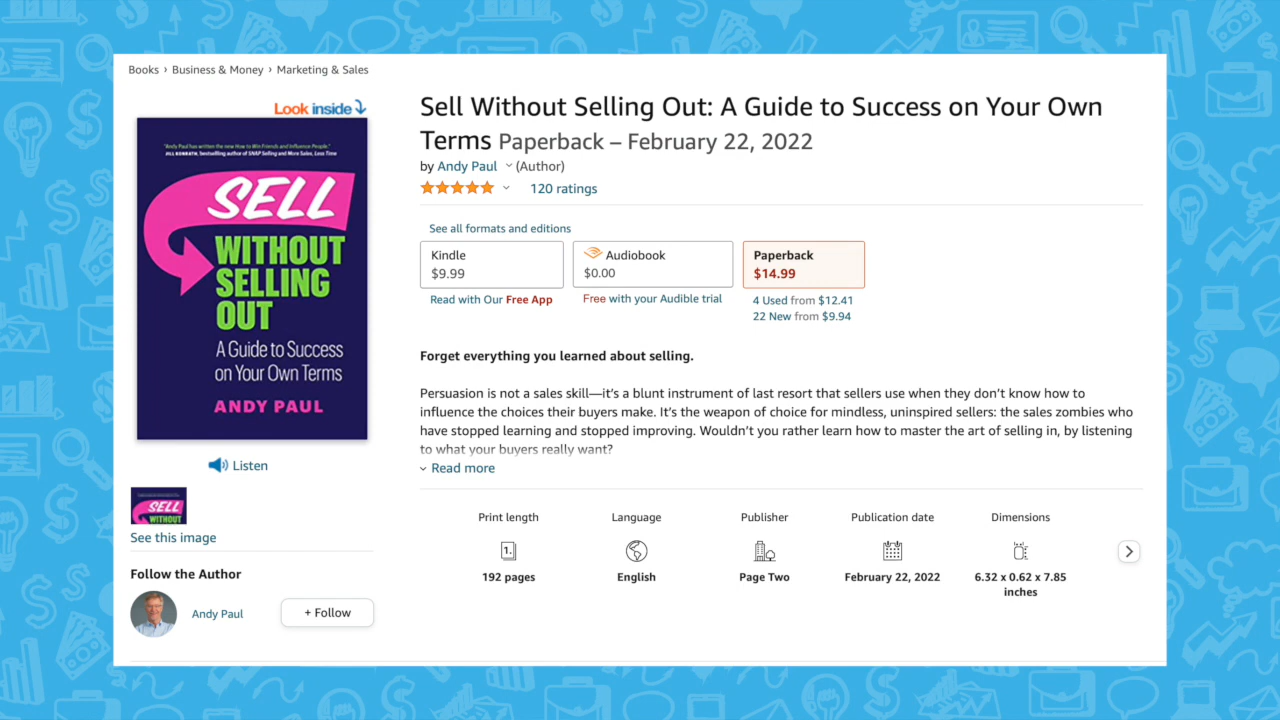 Books › Business & Money › Marketing & Sales
Look inside
"Andy Paul has written the new How to Win Friends and Influence People."
JILL KONRATH, bestselling author of SNAP Selling and More Sales, Less Time
SELL
WITHOUT
SELLING
OUT
A Guide to Success
on Your Own Terms
ANDY PAUL
Listen
SELL
WITHOUT
See this image
Follow the Author
Andy Paul
+ Follow
Sell Without Selling Out: A Guide to Success on Your Own
Terms Paperback – February 22, 2022
by Andy Paul (Author)
120 ratings
See all formats and editions
Kindle
$9.99
Read with Our Free App
Audiobook
$0.00
Free with your Audible trial
Paperback
$14.99
4 Used from $12.41
22 New from $9.94
Forget everything you learned about selling.
Persuasion is not a sales skill—it's a blunt instrument of last resort that sellers use when they don't know how to
influence the choices their buyers make. It's the weapon of choice for mindless, uninspired sellers: the sales zombies who
have stopped learning and stopped improving. Wouldn't you rather learn how to master the art of selling in, by listening
to what your buyers really want?
Read more
Print length
1.
192 pages
Language
English
Publisher
Page Two
Publication date
February 22, 2022
Dimensions
6.32 x 0.62 x 7.85
inches